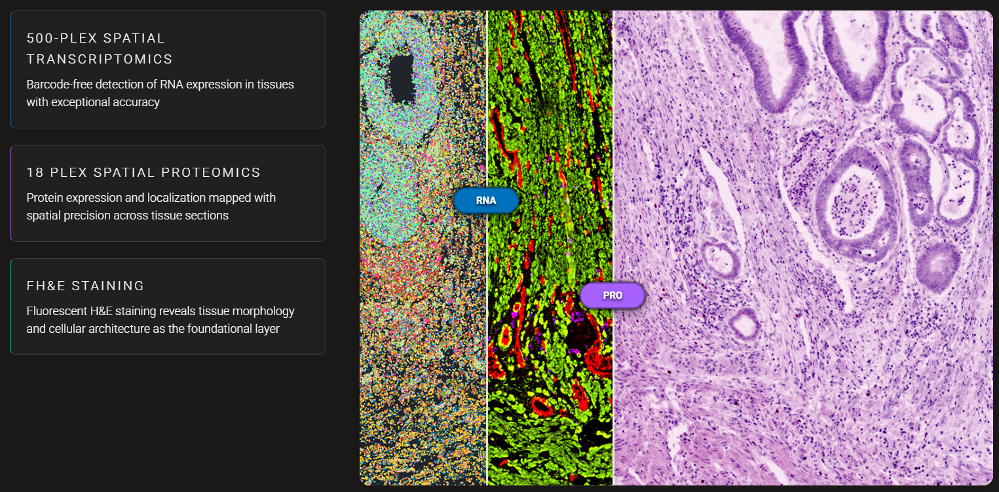 500-PLEX SPATIAL
TRANSCRIPTOMICS
Barcode-free detection of RNA expression in tissues
with exceptional accuracy
18 PLEX SPATIAL PROTEOMICS
Protein expression and localization mapped with
spatial precision across tissue sections
FH&E STAINING
Fluorescent H&E staining reveals tissue morphology
and cellular architecture as the foundational layer
RNA
PRO